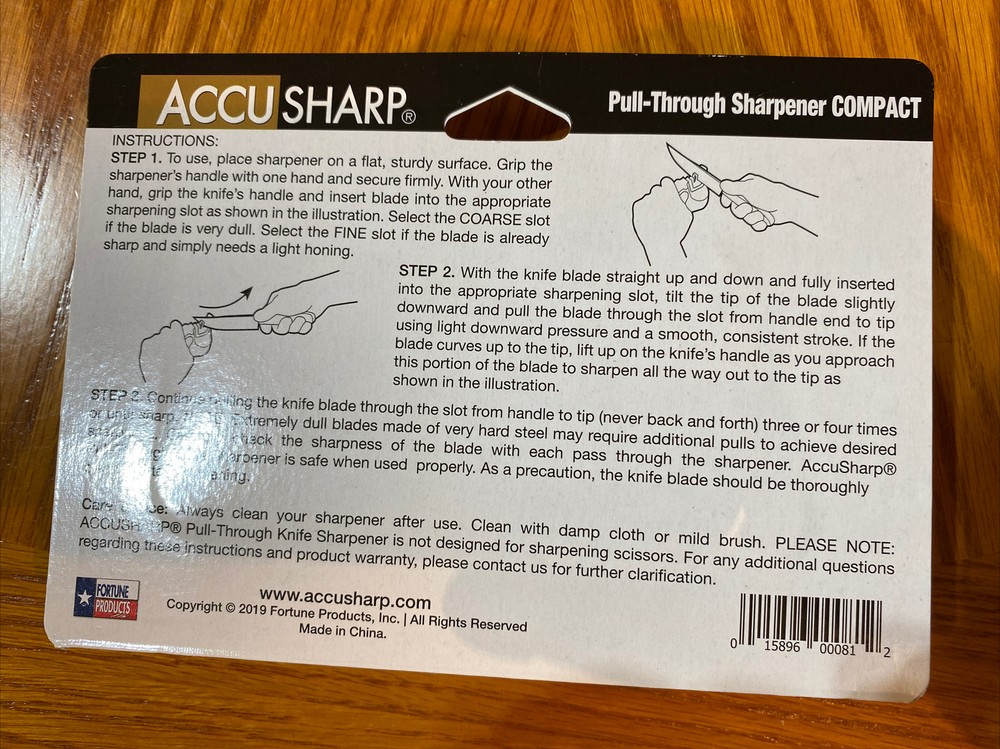 ACCUSHARP®
Pull-Through Sharpener COMPACT
INSTRUCTIONS:
STEP 1. To use, place sharpener on a flat, sturdy surface. Grip the
sharpener's handle with one hand and secure firmly. With your other
hand, grip the knife's handle and insert blade into the appropriate
sharpening slot as shown in the illustration. Select the COARSE slot
if the blade is very dull. Select the FINE slot if the blade is already
sharp and simply needs a light honing.
STEP 2. With the knife blade straight up and down and fully inserted
into the appropriate sharpening slot, tilt the tip of the blade slightly
downward and pull the blade through the slot from handle end to tip
using light downward pressure and a smooth, consistent stroke. If the
blade curves up to the tip, lift up on the knife's handle as you approach
this portion of the blade to sharpen all the way out to the tip as
shown in the illustration.
STEP 3. Continue pulling the knife blade through the slot from handle to tip (never back and forth) three or four times
or until sharp. extremely dull blades made of very hard steel may require additional pulls to achieve desired
check the sharpness of the blade with each pass through the sharpener. AccuSharp®
sharpener is safe when used properly. As a precaution, the knife blade should be thoroughly
Always clean your sharpener after use. Clean with damp cloth or mild brush. PLEASE NOTE:
ACCUSHARP® Pull-Through Knife Sharpener is not designed for sharpening scissors. For any additional questions
regarding these instructions and product warranty, please contact us for further clarification.
FORTUNE
PRODUCTS
www.accusharp.com
Copyright © 2019 Fortune Products, Inc. | All Rights Reserved
Made in China.
0 15896 00081 2